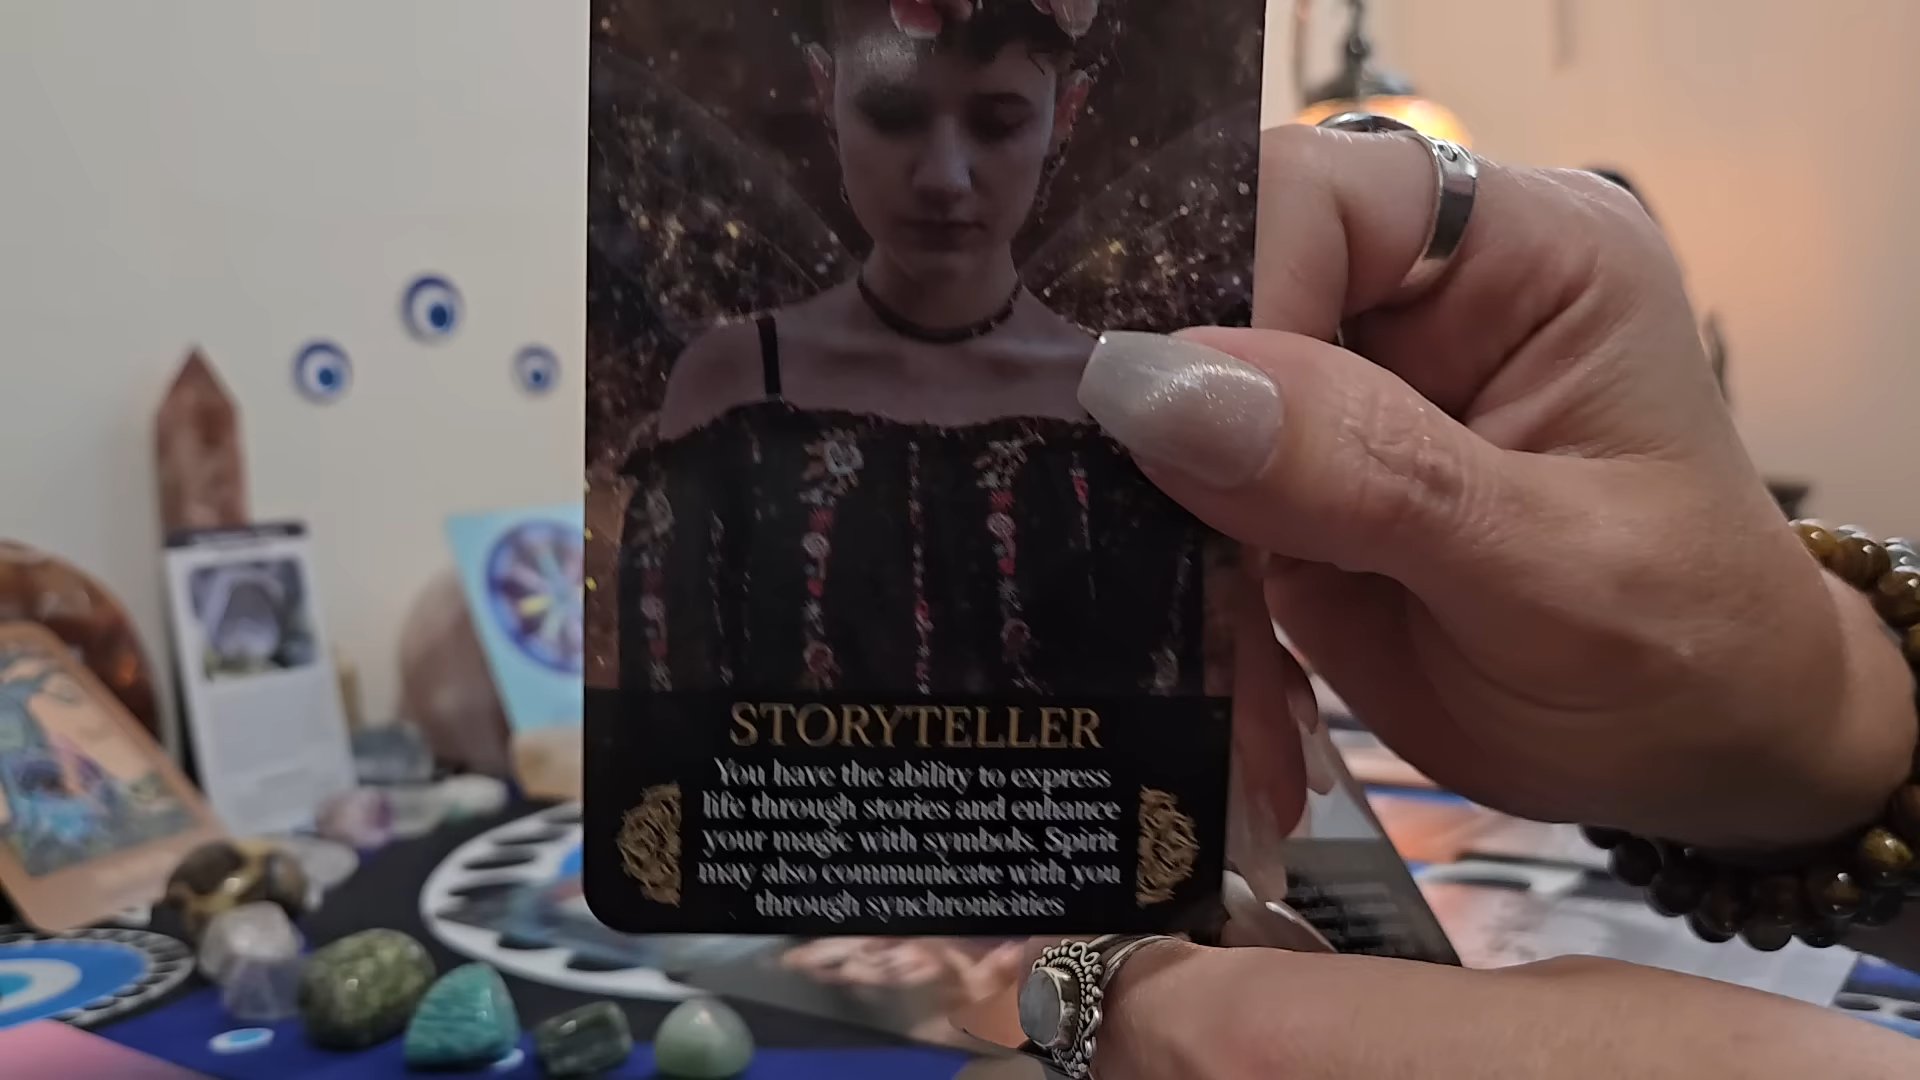 STORYTELLER
You have the ability to express
life through stories and enhance
your magic with symbols. Spirit
may also communicate with you
through synchronicities